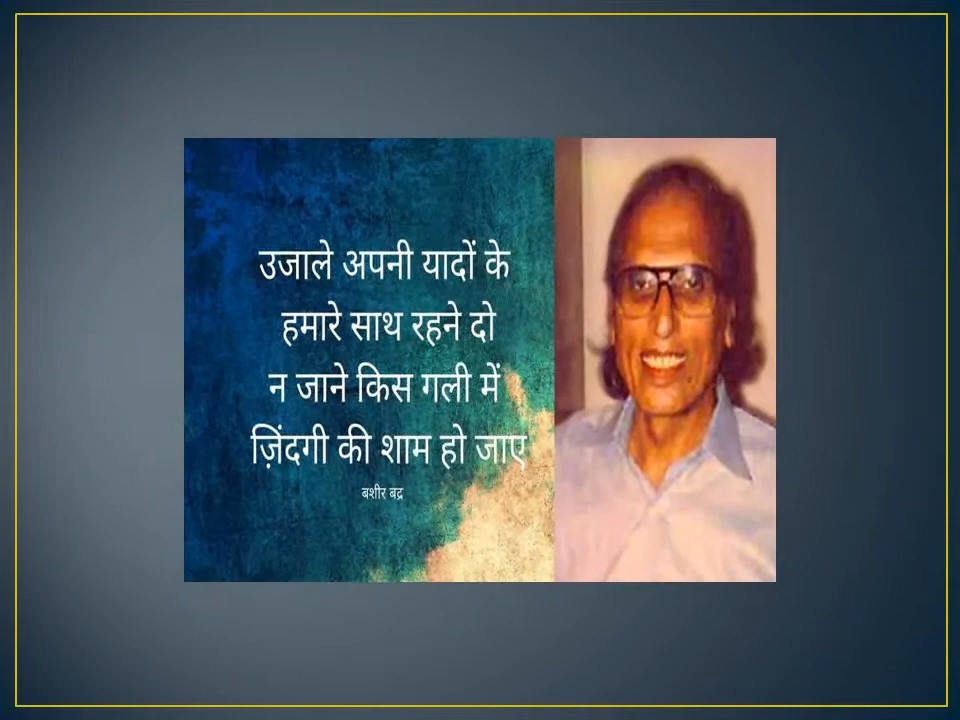 उजाले अपनी यादों के
हमारे साथ रहने दो
न जाने किस गली में
ज़िंदगी की शाम हो जाए
बशीर बद्र